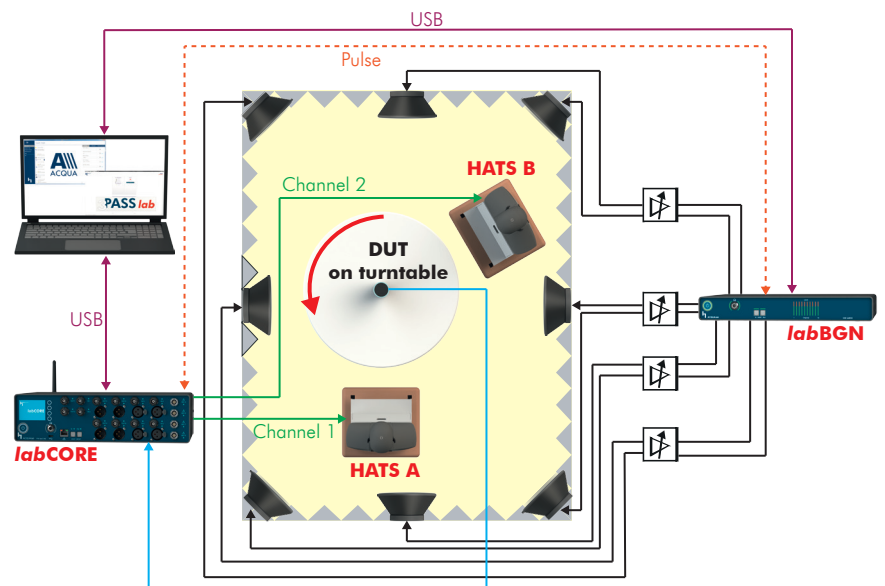 USB
Pulse
ACQUA
PASS lab
HATS B
Channel 2
DUT
on turntable
USB
labBGN
labCORE
Channel 1
HATS A